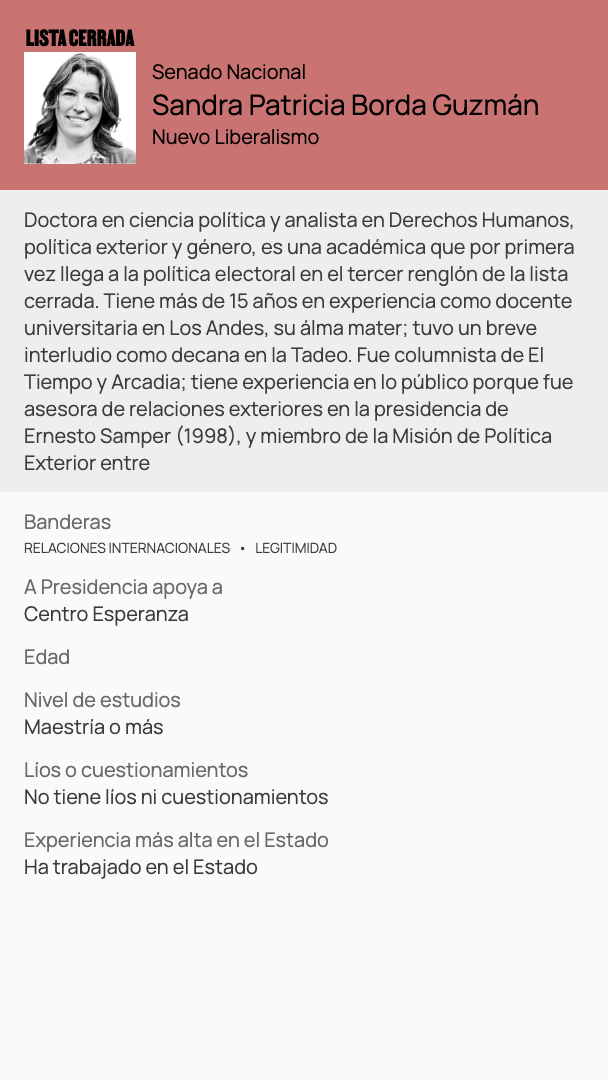 LISTA CERRADA
Senado Nacional
Sandra Patricia Borda Guzmán
Nuevo Liberalismo
Doctora en ciencia política y analista en Derechos Humanos,
política exterior y género, es una académica que por primera
vez llega a la política electoral en el tercer renglón de la lista
cerrada. Tiene más de 15 años en experiencia como docente
universitaria en Los Andes, su álma mater; tuvo un breve
interludio como decana en la Tadeo. Fue columnista de El
Tiempo y Arcadia; tiene experiencia en lo público porque fue
asesora de relaciones exteriores en la presidencia de
Ernesto Samper (1998), y miembro de la Misión de Política
Exterior entre
Banderas
RELACIONES INTERNACIONALES • LEGITIMIDAD
A Presidencia apoya a
Centro Esperanza
Edad
Nivel de estudios
Maestría o más
Líos o cuestionamientos
No tiene líos ni cuestionamientos
Experiencia más alta en el Estado
Ha trabajado en el Estado